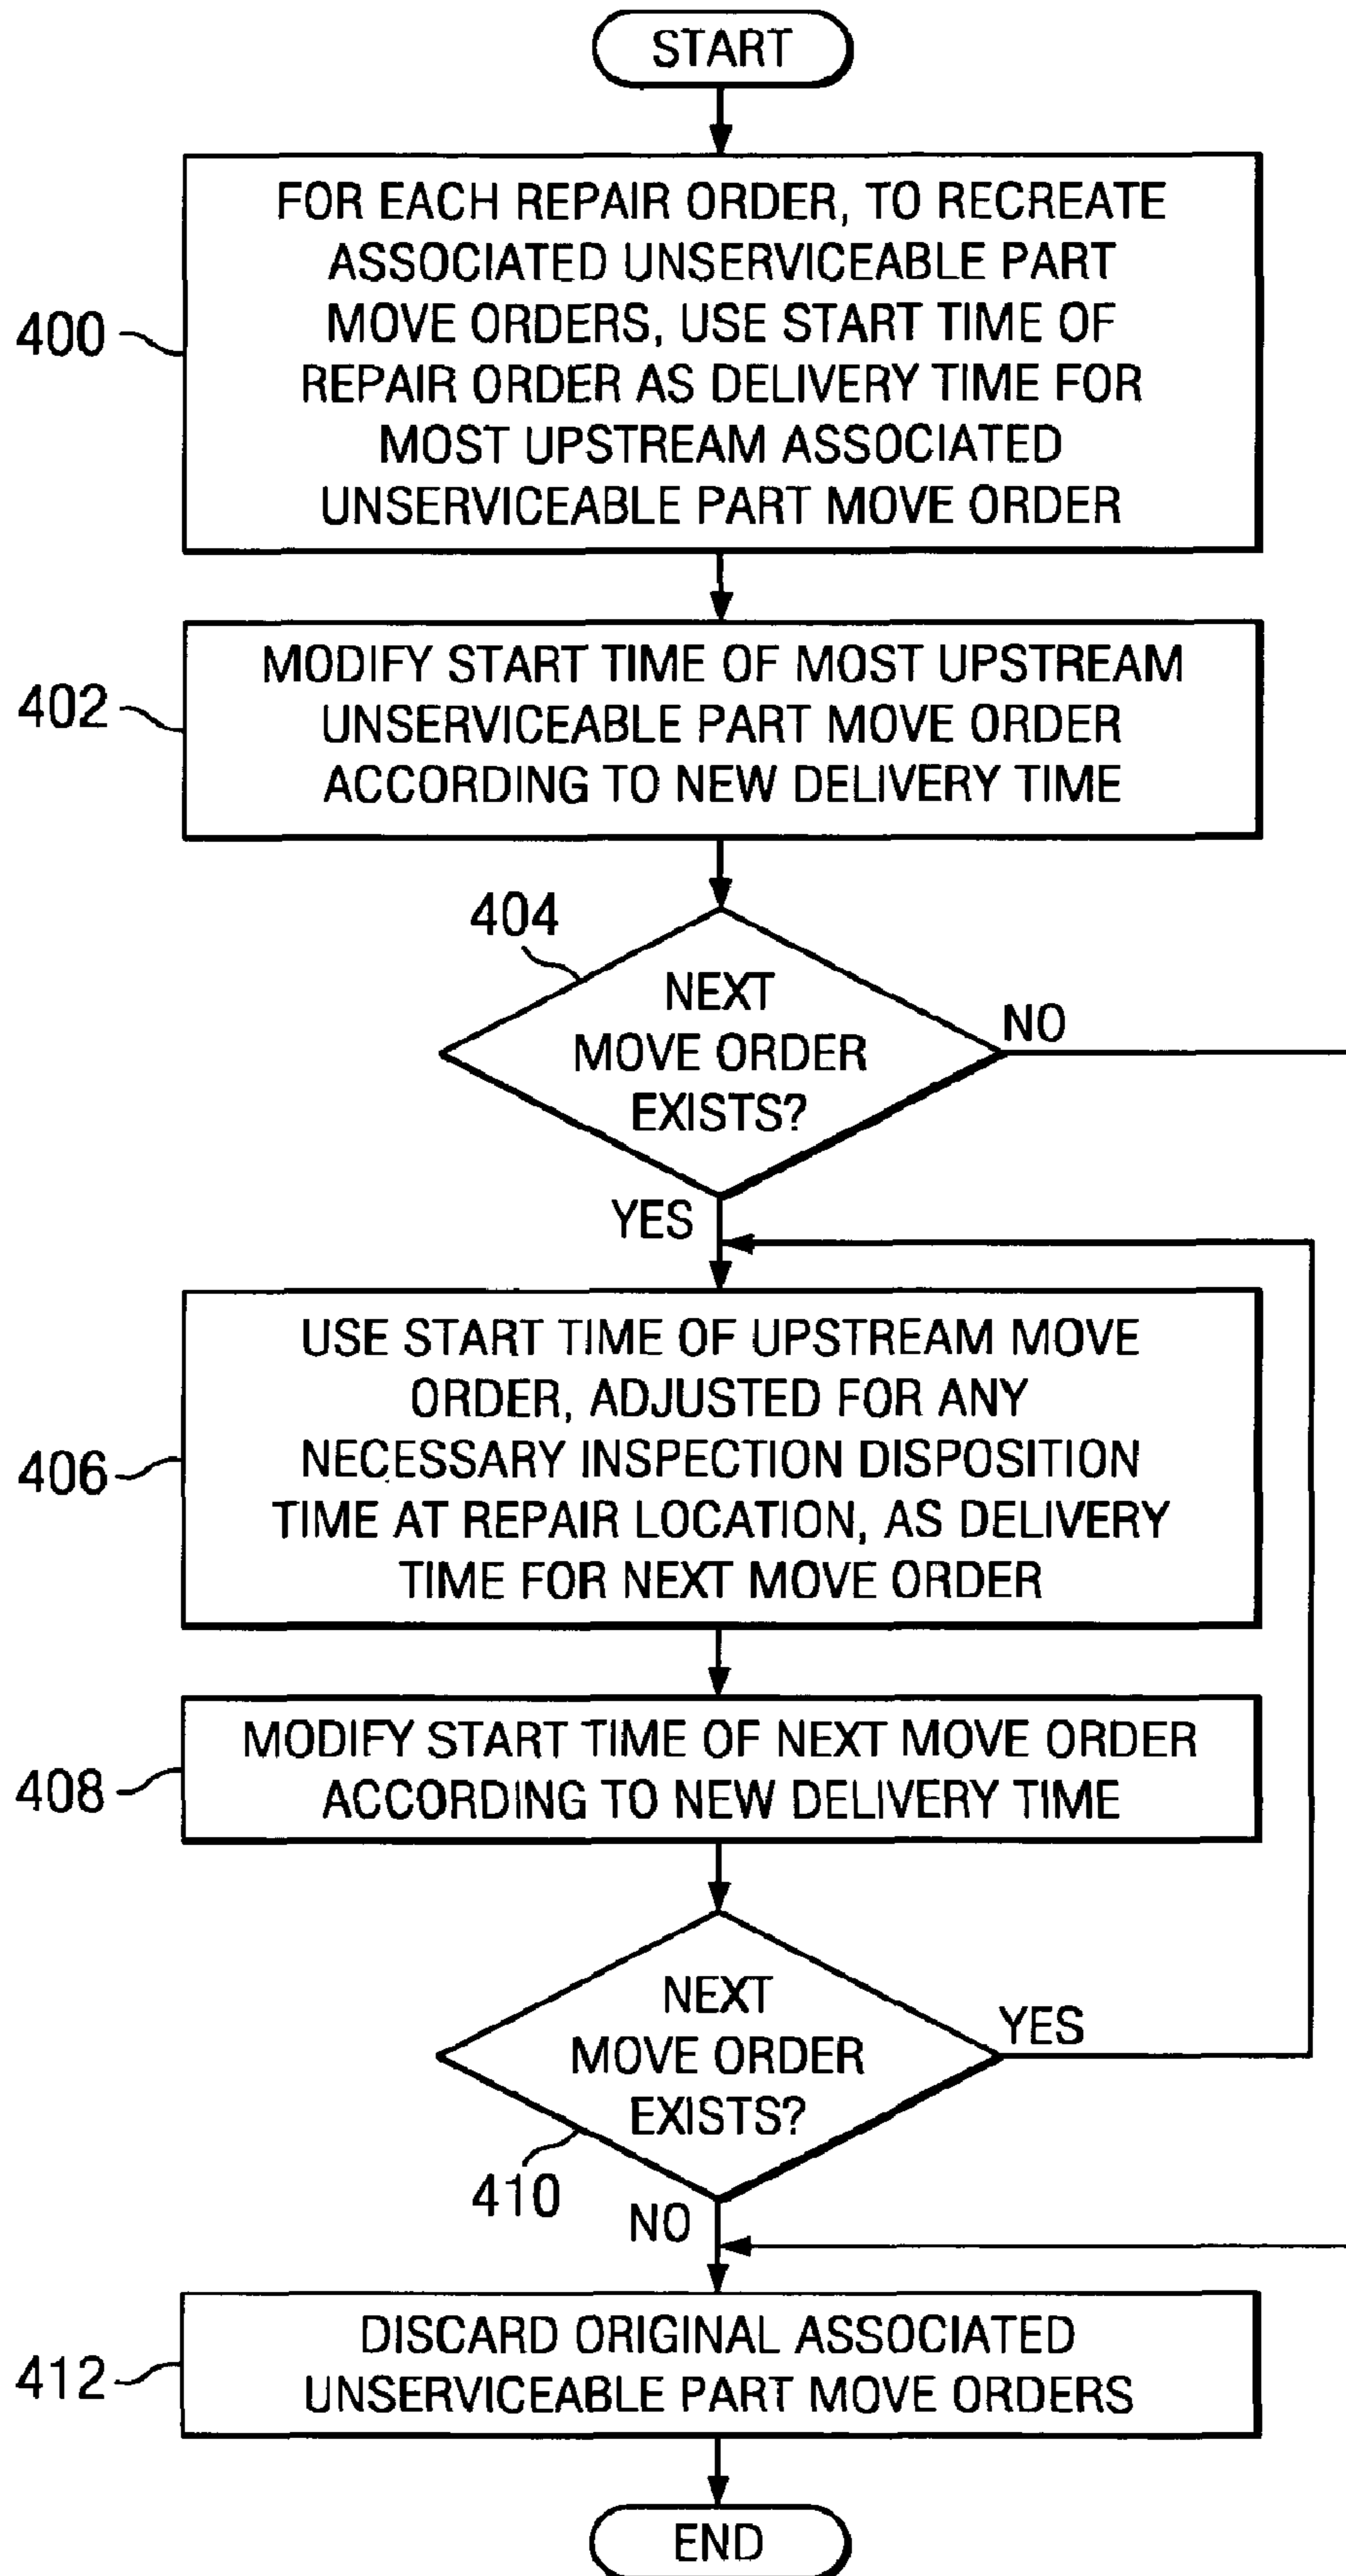 START
FOR EACH REPAIR ORDER, TO RECREATE
ASSOCIATED UNSERVICEABLE PART
MOVE ORDERS, USE START TIME OF
REPAIR ORDER AS DELIVERY TIME FOR
MOST UPSTREAM ASSOCIATED
UNSERVICEABLE PART MOVE ORDER
400
MODIFY START TIME OF MOST UPSTREAM
UNSERVICEABLE PART MOVE ORDER
ACCORDING TO NEW DELIVERY TIME
402
404
NEXT
MOVE ORDER
EXISTS?
NO
YES
USE START TIME OF UPSTREAM MOVE
ORDER, ADJUSTED FOR ANY
NECESSARY INSPECTION DISPOSITION
TIME AT REPAIR LOCATION, AS DELIVERY
TIME FOR NEXT MOVE ORDER
406
MODIFY START TIME OF NEXT MOVE ORDER
ACCORDING TO NEW DELIVERY TIME
408
NEXT
MOVE ORDER
EXISTS?
YES
410
NO
DISCARD ORIGINAL ASSOCIATED
UNSERVICEABLE PART MOVE ORDERS
412
END